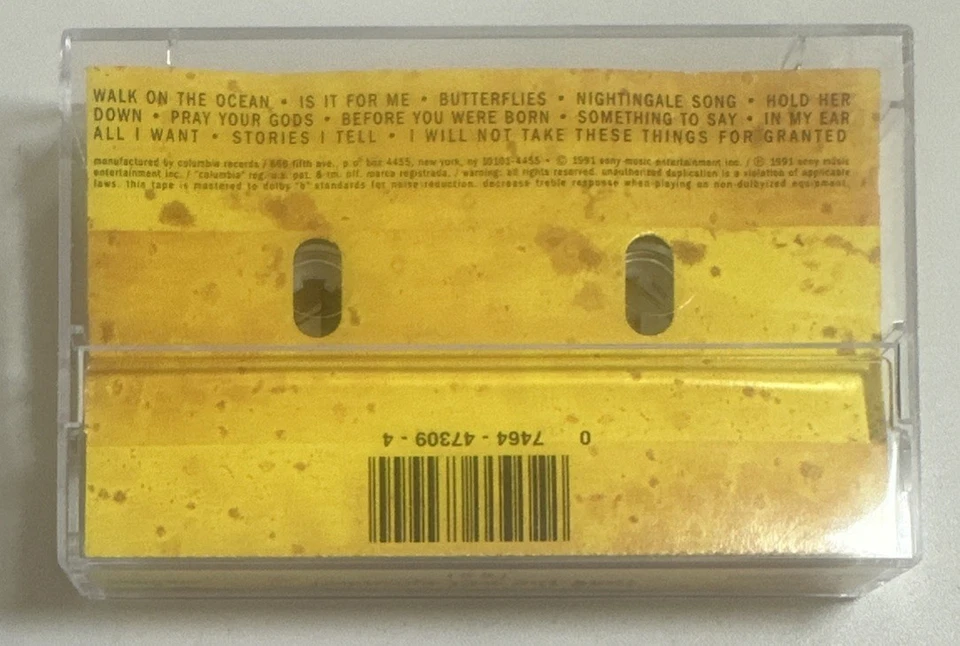 WALK ON THE OCEAN • IS IT FOR ME • BUTTERFLIES • NIGHTINGALE SONG • HOLD HER
DOWN • PRAY YOUR GODS • BEFORE YOU WERE BORN • SOMETHING TO SAY • IN MY EAR
ALL I WANT • STORIES I TELL • I WILL NOT TAKE THESE THINGS FOR GRANTED
manufactured by columbia records / 666 fifth ave., p.o. box 4455, new york, ny 10101-4455 • © 1991 sony music entertainment inc. / ℗ 1991 sony music
entertainment inc. / "columbia" reg. u.s. pat. & tm. off. marca registrada. / warning: all rights reserved. unauthorized duplication is a violation of applicable
laws. this tape is mastered to dolby "b" standards for noise reduction. decrease treble response when playing on non-dolbyized equipment.
0 7464-47309-4